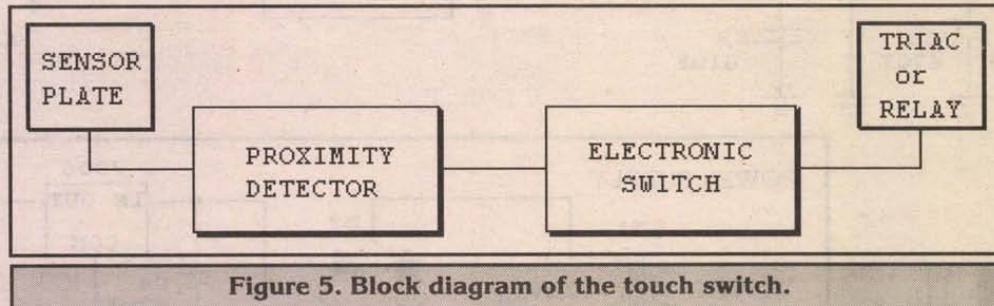 SENSOR
PLATE
PROXIMITY
DETECTOR
ELECTRONIC
SWITCH
TRIAC
or
RELAY
Figure 5. Block diagram of the touch switch.